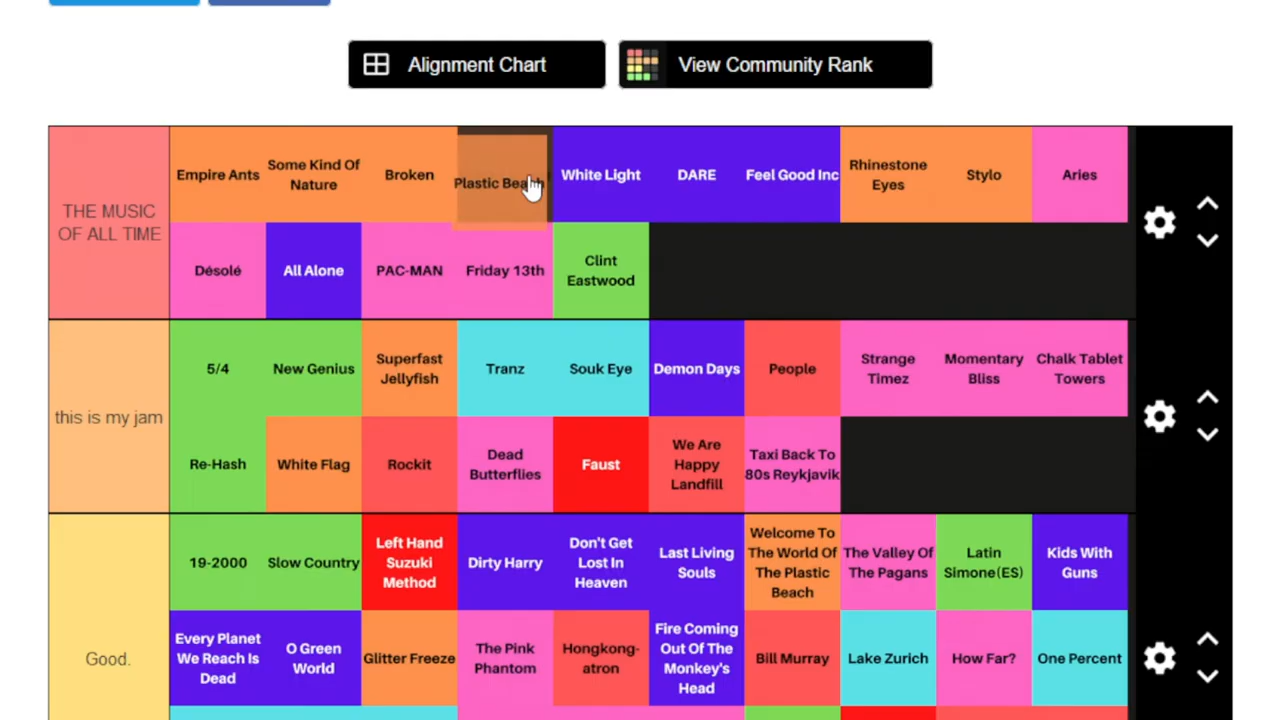 Alignment Chart
View Community Rank
THE MUSIC
OF ALL TIME
Empire Ants
Some Kind Of
Nature
Broken
Plastic Beach
White Light
DARE
Feel Good Inc
Rhinestone
Eyes
Stylo
Aries
Désolé
All Alone
PAC-MAN
Friday 13th
Clint
Eastwood
this is my jam
5/4
New Genius
Superfast
Jellyfish
Tranz
Souk Eye
Demon Days
People
Strange
Timez
Momentary
Bliss
Chalk Tablet
Towers
Re-Hash
White Flag
Rockit
Dead
Butterflies
Faust
We Are
Happy
Landfill
Taxi Back To
80s Reykjavik
Good.
19-2000
Slow Country
Left Hand
Suzuki
Method
Dirty Harry
Don't Get
Lost In
Heaven
Last Living
Souls
Welcome To
The World Of
The Plastic
Beach
The Valley Of
The Pagans
Latin
Simone(ES)
Kids With
Guns
Every Planet
We Reach Is
Dead
O Green
World
Glitter Freeze
The Pink
Phantom
Hongkong-
atron
Fire Coming
Out Of The
Monkey's
Head
Bill Murray
Lake Zurich
How Far?
One Percent